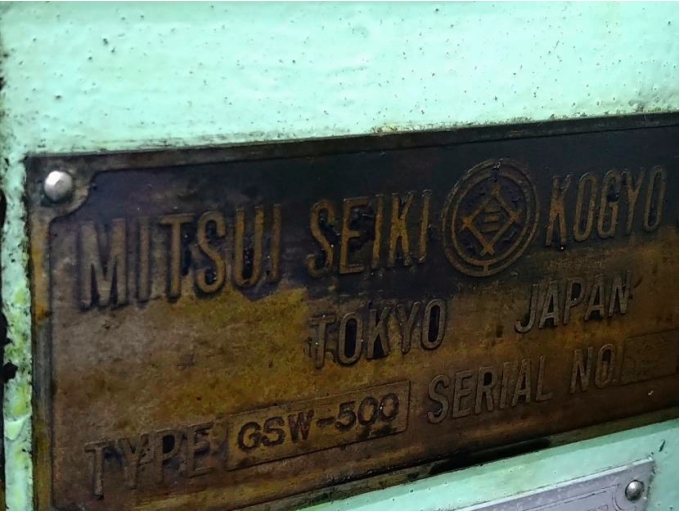 MITSUI SEIKI KOGYO
TOKYO JAPAN
TYPE GSW-500 SERIAL NO.